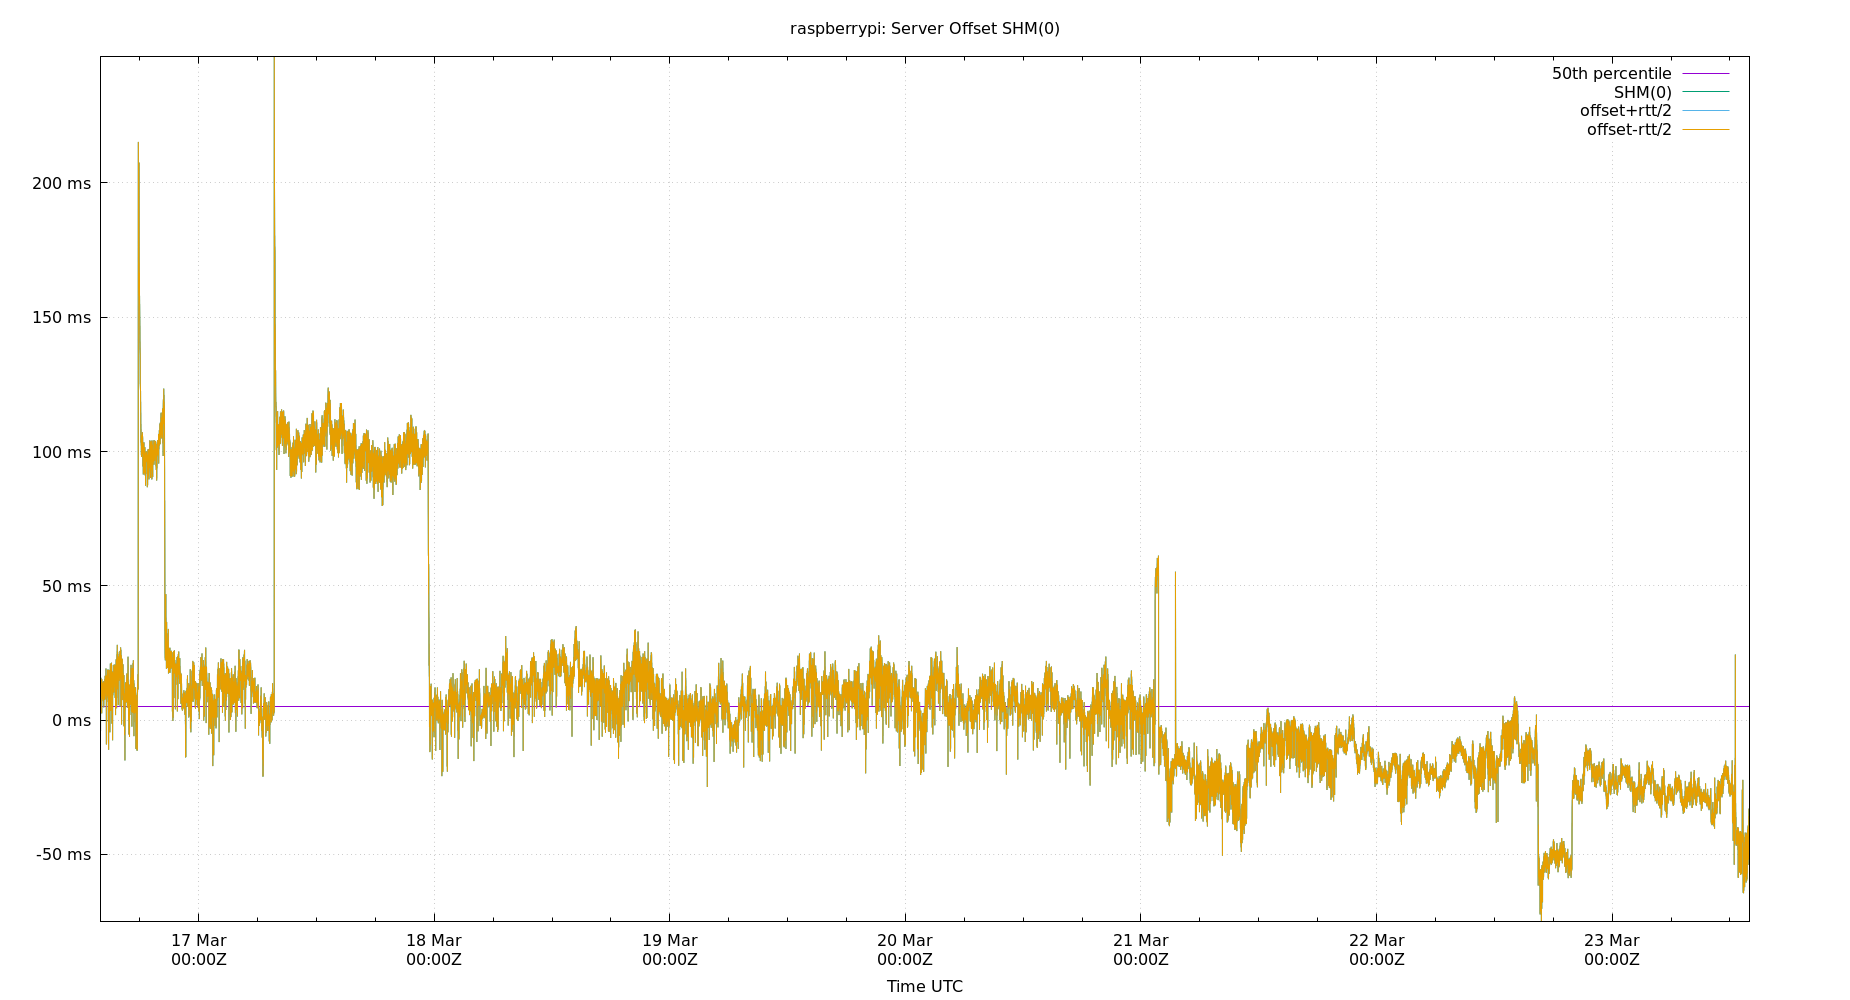 raspberrypi: Server Offset SHM(0)
50th percentile
SHM(0)
offset+rtt/2
offset-rtt/2
200 ms
150 ms
100 ms
50 ms
0 ms
-50 ms
17 Mar 18 Mar 19 Mar 20 Mar 21 Mar 22 Mar 23 Mar
00:00Z 00:00Z 00:00Z 00:00Z 00:00Z 00:00Z 00:00Z
Time UTC